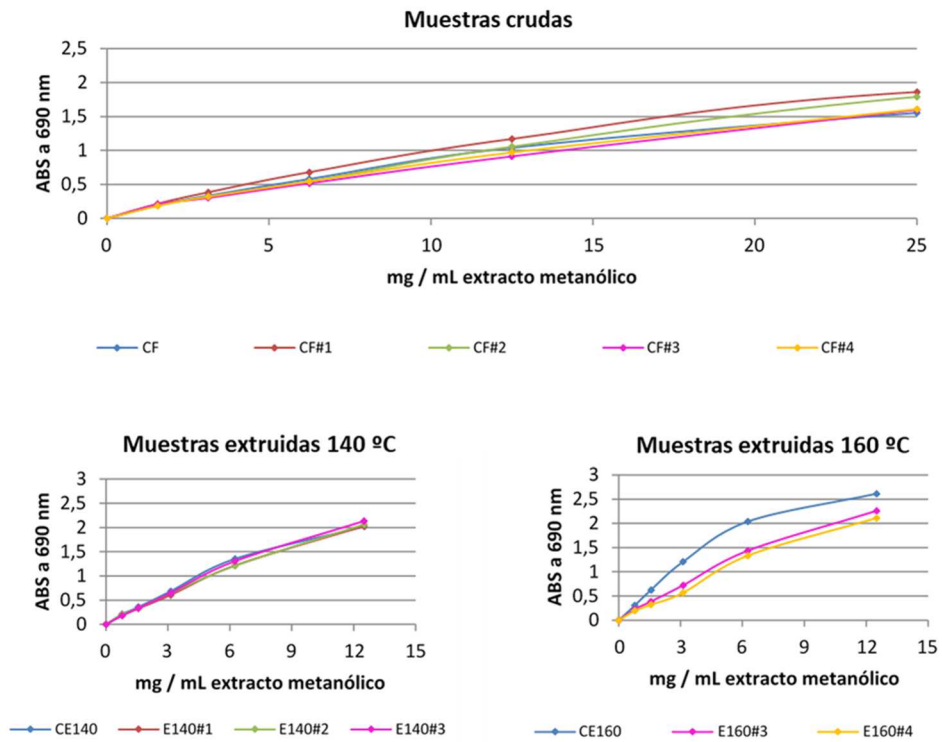 Muestras crudas
2,5
2
1,5
1
0,5
0
ABS a 690 nm
0 5 10 15 20 25
mg / mL extracto metanólico
CF CF#1 CF#2 CF#3 CF#4
Muestras extruidas 140 ºC
3
2,5
2
1,5
1
0,5
0
ABS a 690 nm
0 3 6 9 12 15
mg / mL extracto metanólico
CE140 E140#1 E140#2 E140#3
Muestras extruidas 160 ºC
3
2,5
2
1,5
1
0,5
0
ABS a 690 nm
0 3 6 9 12 15
mg / mL extracto metanólico
CE160 E160#3 E160#4